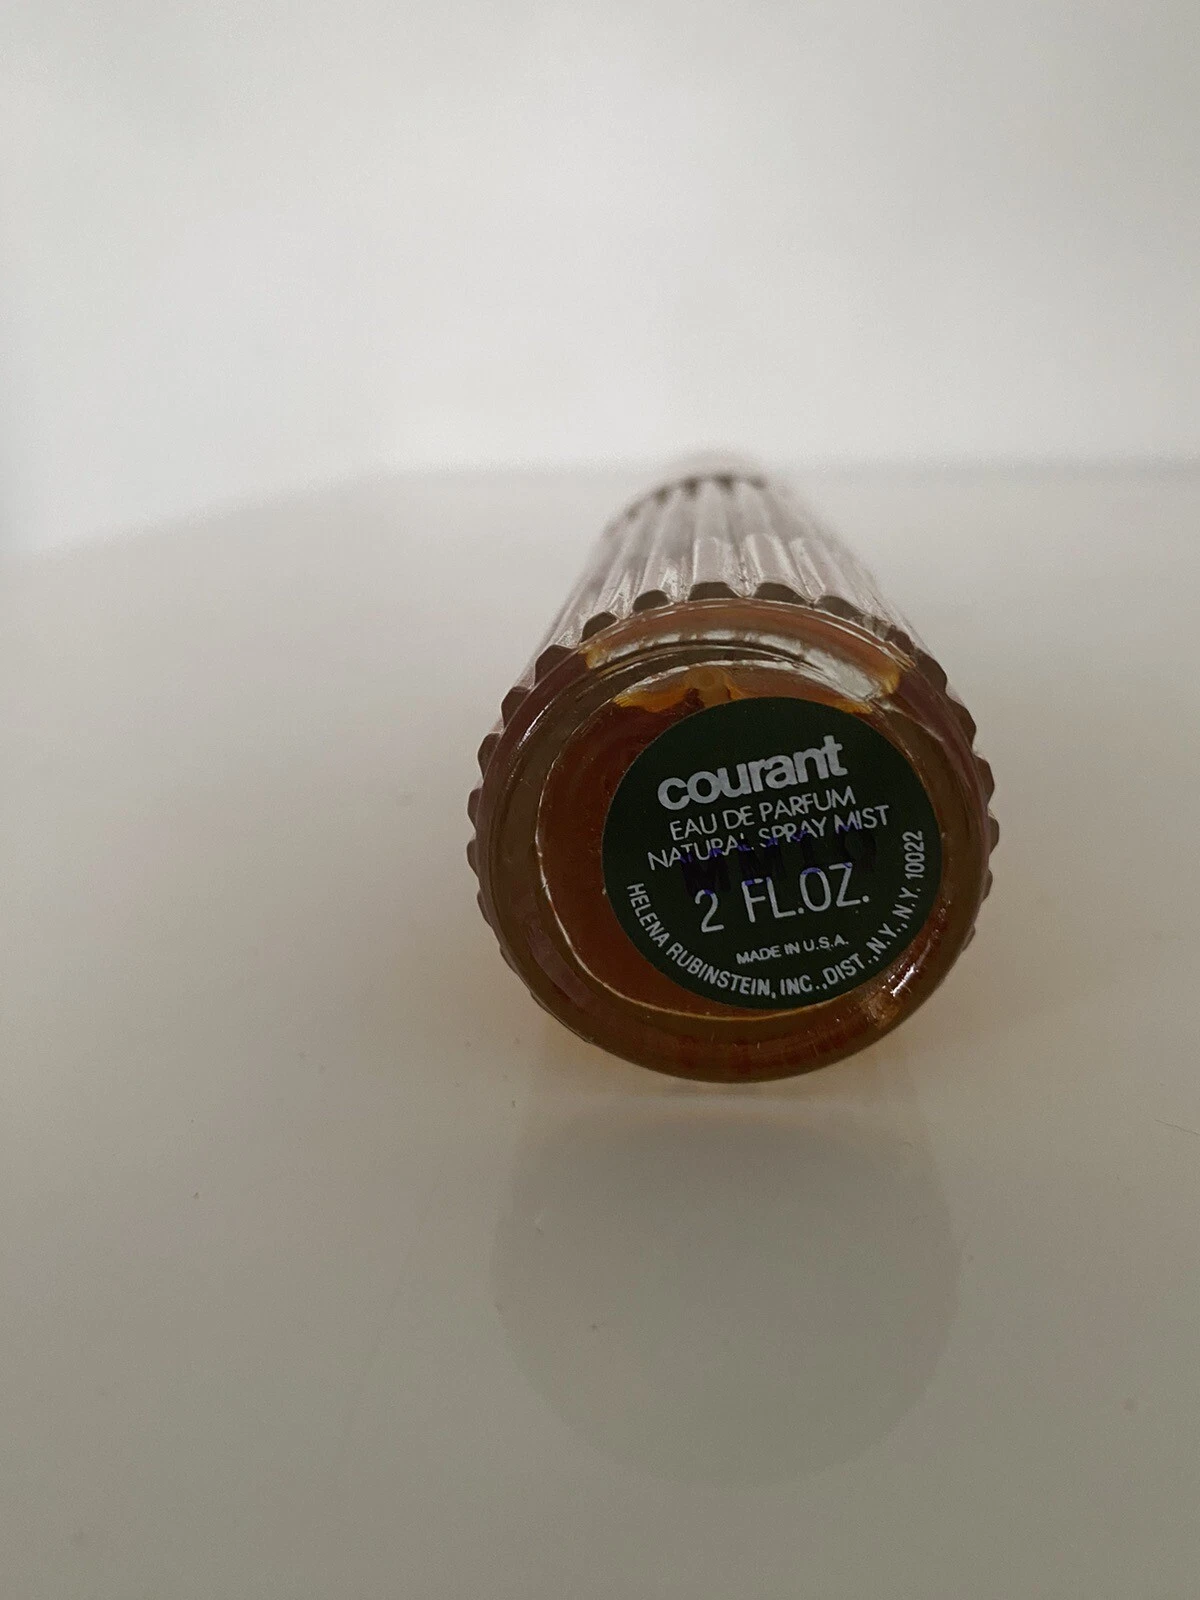 courant
EAU DE PARFUM
NATURAL SPRAY MIST
2 FL.OZ.
MADE IN U.S.A.
HELENA RUBINSTEIN, INC., DIST., N.Y., N.Y. 10022